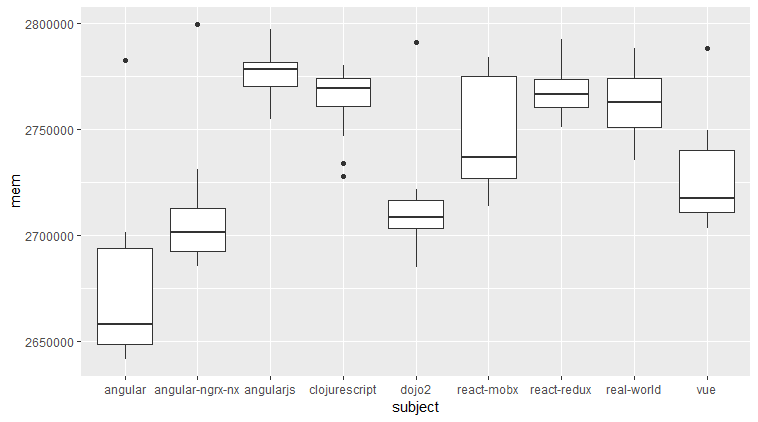 2800000
2750000
2700000
2650000
mem
angular angular-ngrx-nx angularjs clojurescript dojo2 react-mobx react-redux real-world vue
subject